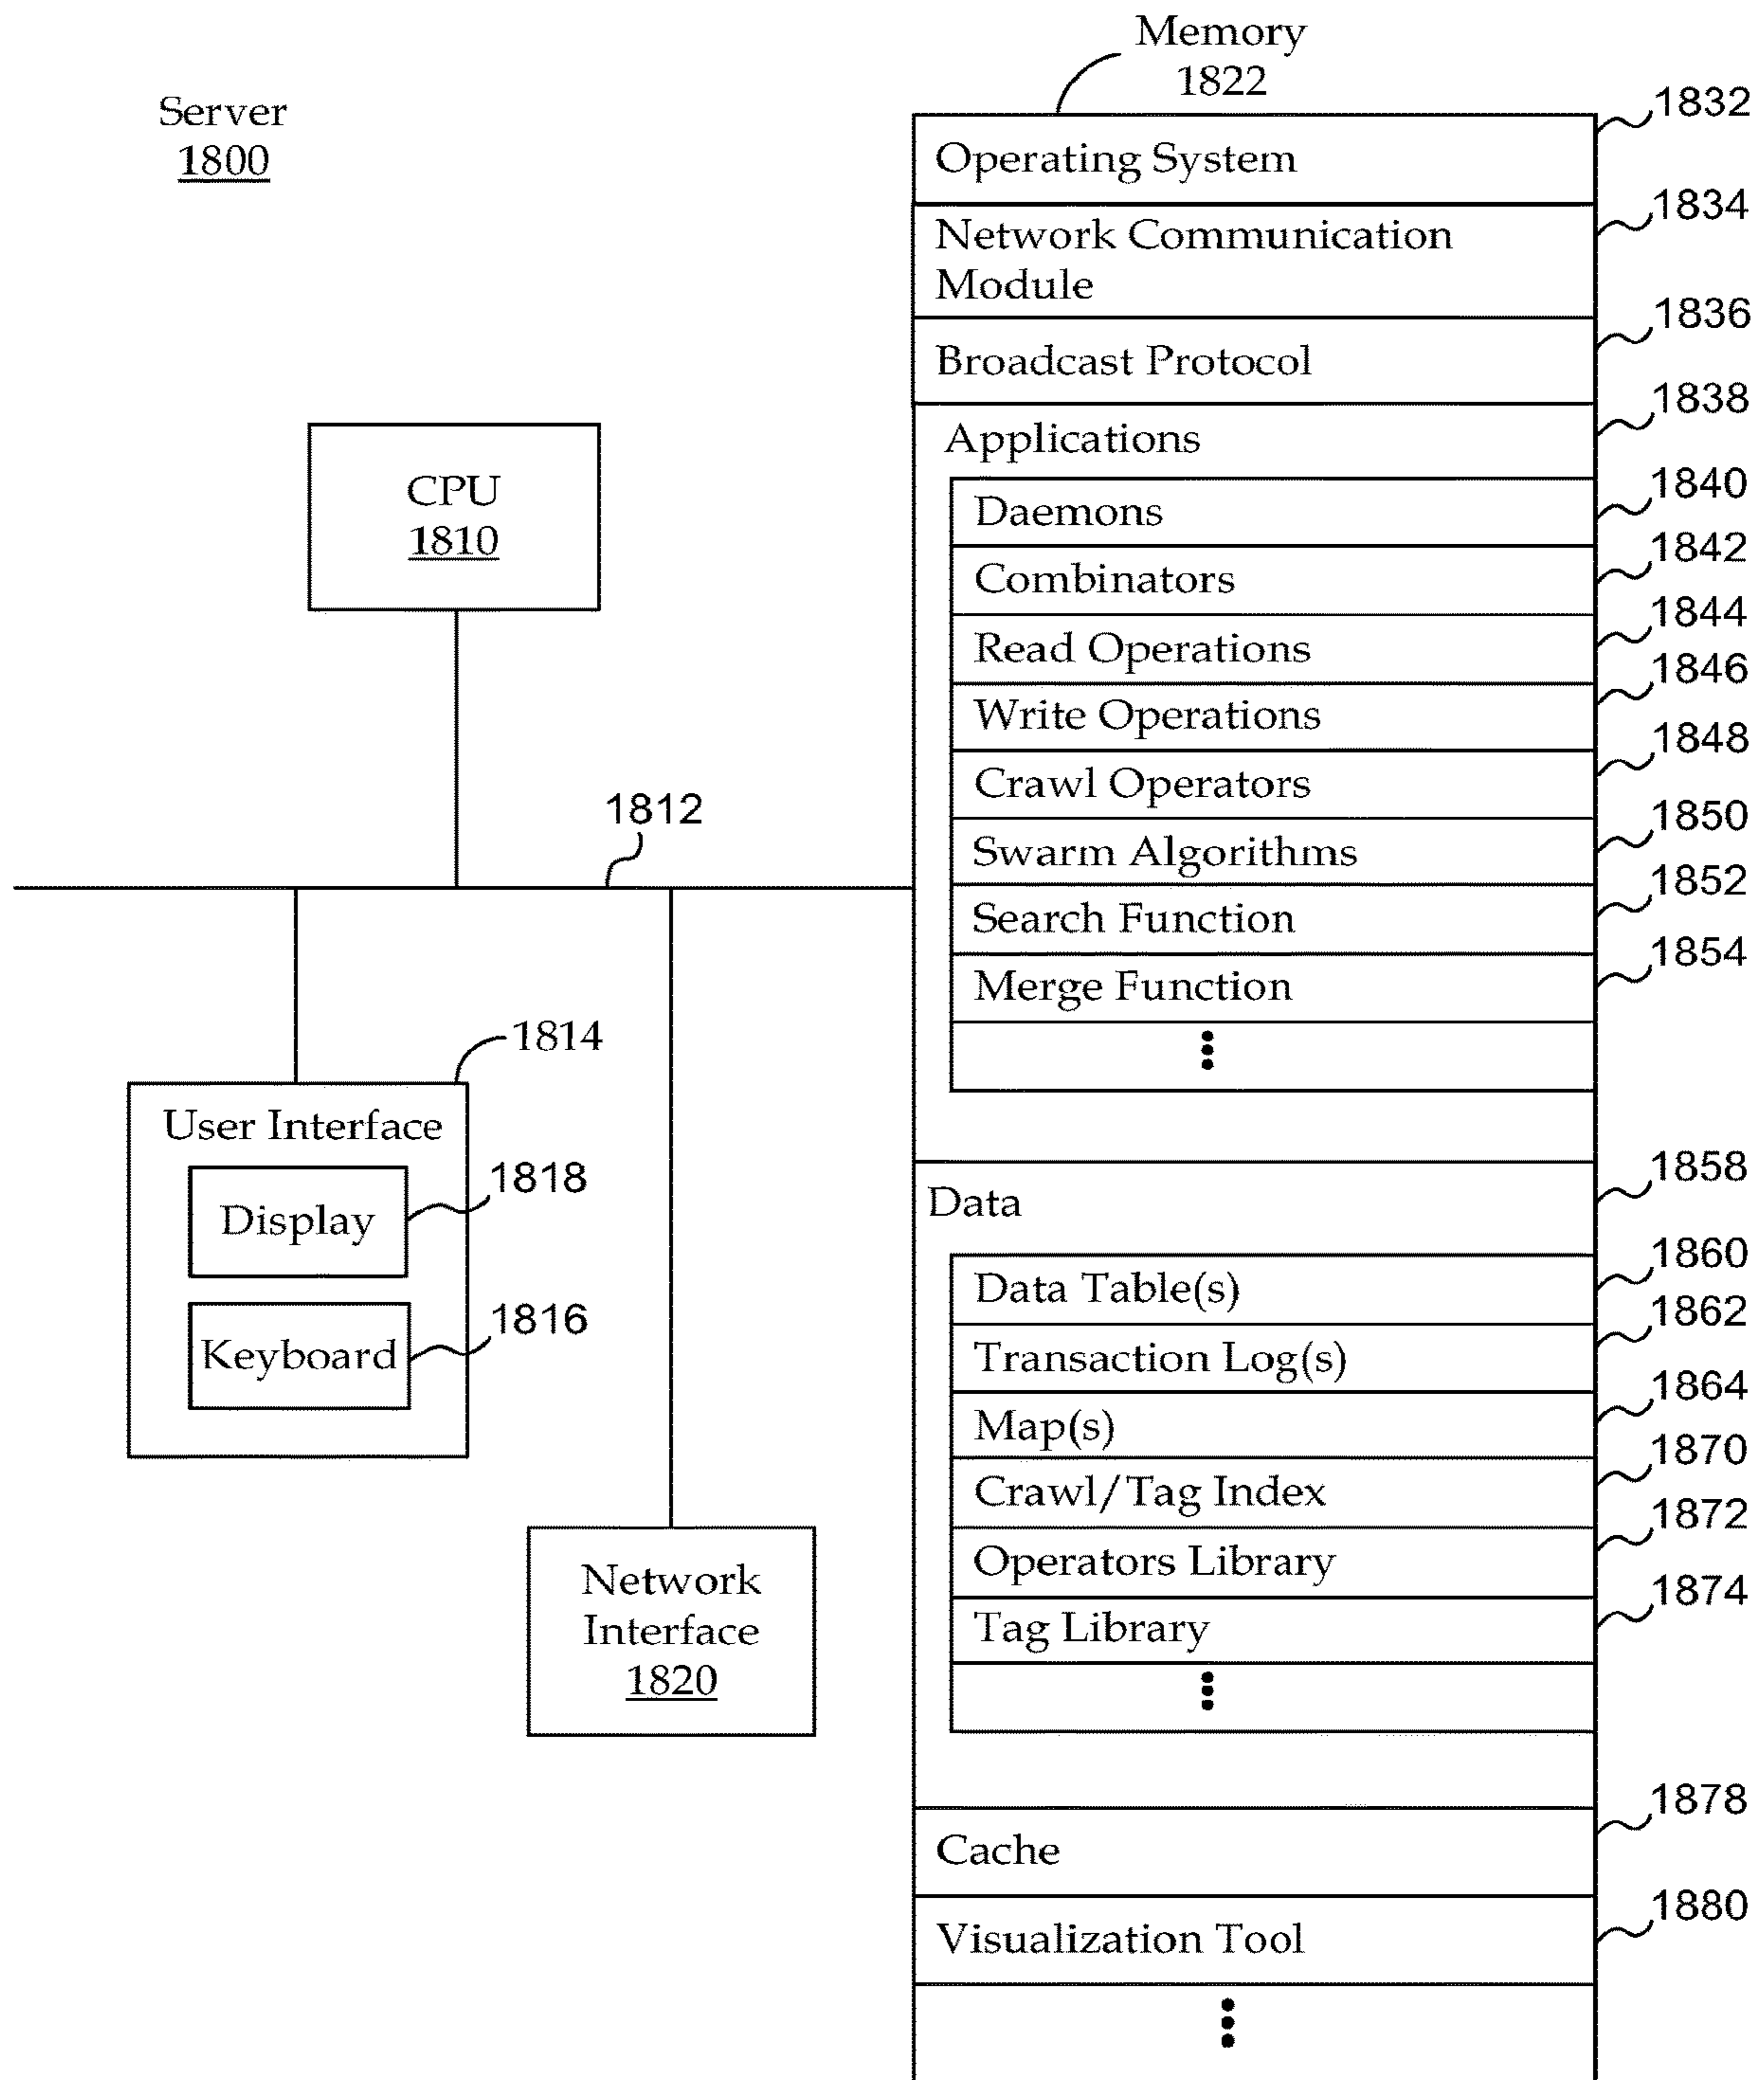 Server
1800
Memory
1822
Operating System
1832
Network Communication
Module
1834
Broadcast Protocol
1836
Applications
1838
Daemons
1840
Combinators
1842
Read Operations
1844
Write Operations
1846
Crawl Operators
1848
Swarm Algorithms
1850
Search Function
1852
Merge Function
1854
Data
1858
Data Table(s)
1860
Transaction Log(s)
1862
Map(s)
1864
Crawl/Tag Index
1870
Operators Library
1872
Tag Library
1874
Cache
1878
Visualization Tool
1880
CPU
1810
1812
1814
User Interface
Display
1818
Keyboard
1816
Network
Interface
1820